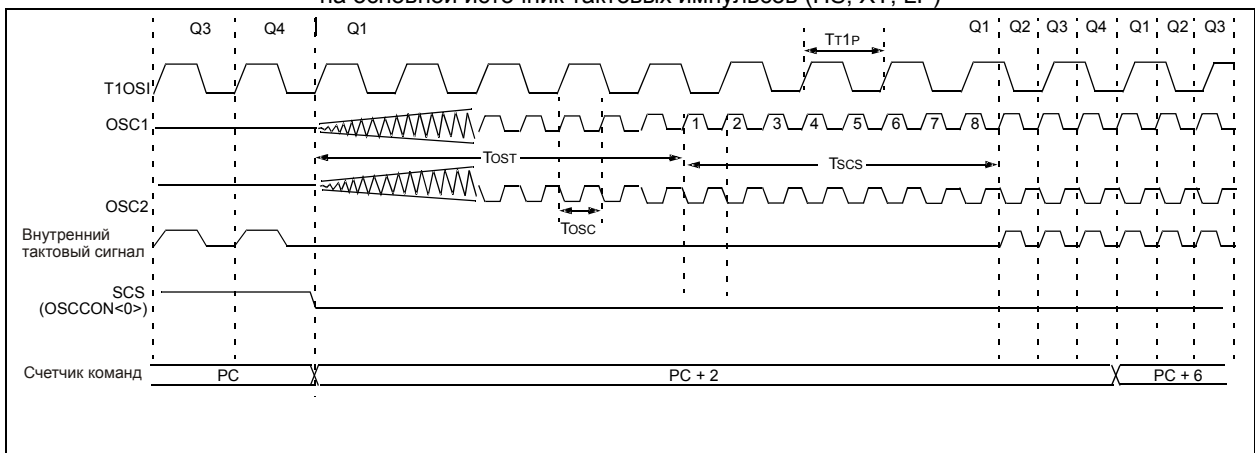 на основной источник тактовых импульсов (HS, XT, LP)
Q3 Q4 Q1 TT1P Q1 Q2 Q3 Q4 Q1 Q2 Q3
T1OSI
OSC1 1 2 3 4 5 6 7 8
TOST TSCS
OSC2
TOSC
Внутренний
тактовый сигнал
SCS
(OSCCON<0>)
Счетчик команд PC PC + 2 PC + 6